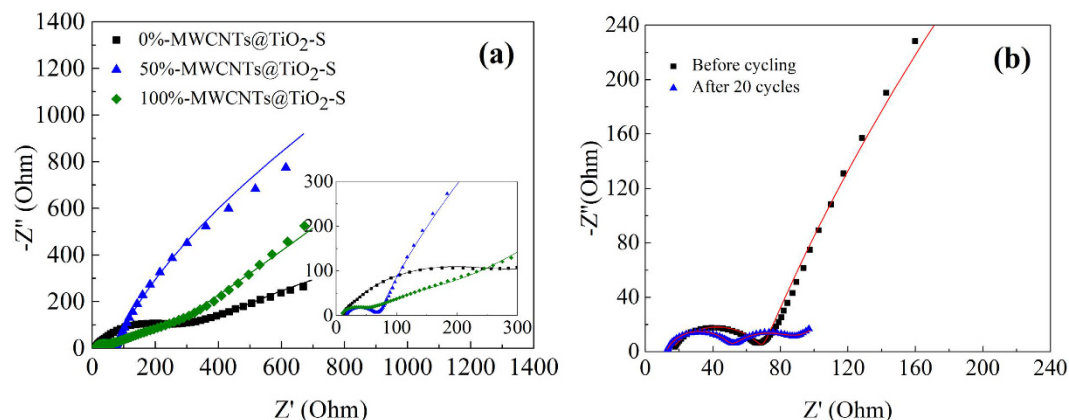 1400
1200
1000
800
600
400
200
0
-Z'' (Ohm)
0%-MWCNTs@TiO₂-S
50%-MWCNTs@TiO₂-S
100%-MWCNTs@TiO₂-S
(a)
300
200
100
0
0 100 200 300
0 200 400 600 800 1000 1200 1400
Z' (Ohm)
240
200
160
120
80
40
0
-Z''(Ohm)
Before cycling
After 20 cycles
(b)
0 40 80 120 160 200 240
Z' (Ohm)